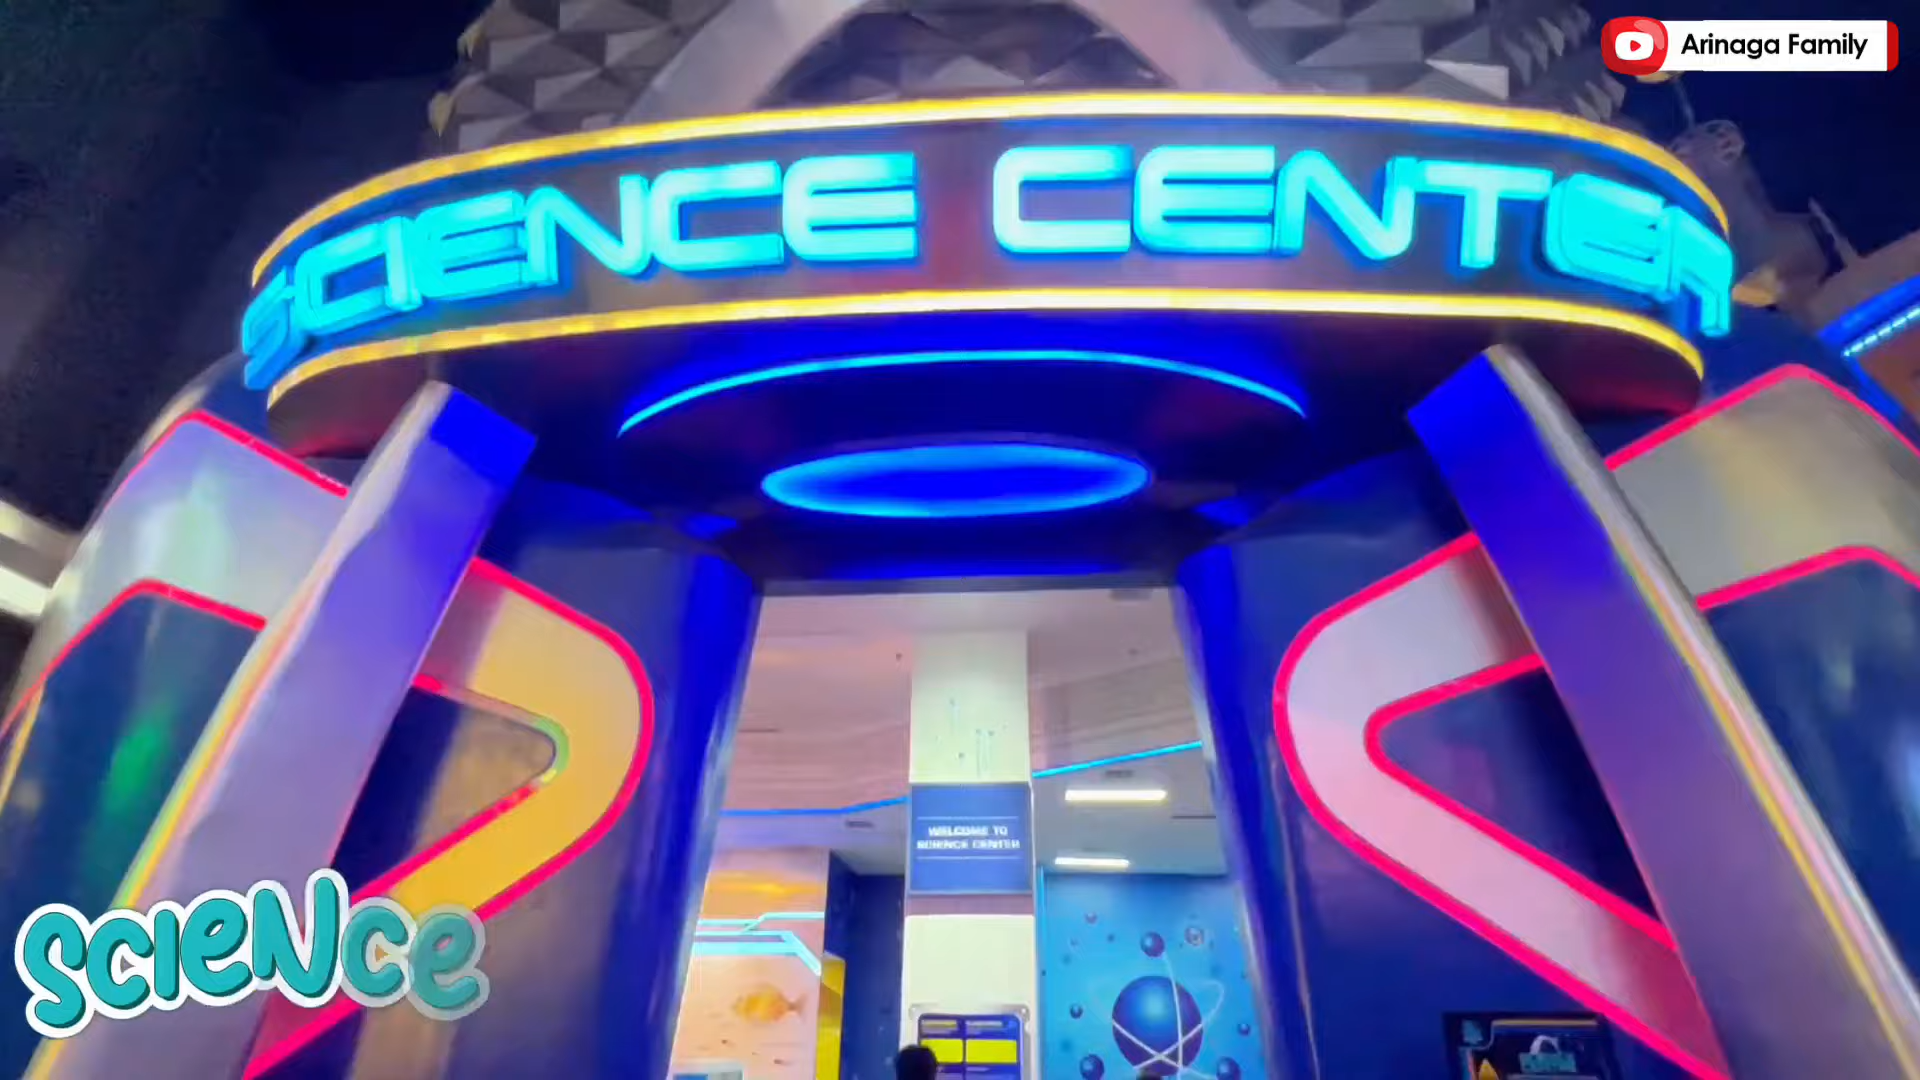 Arinaga Family
SCIENCE CENTER
WELCOME TO
SCIENCE CENTER
SCIENCE